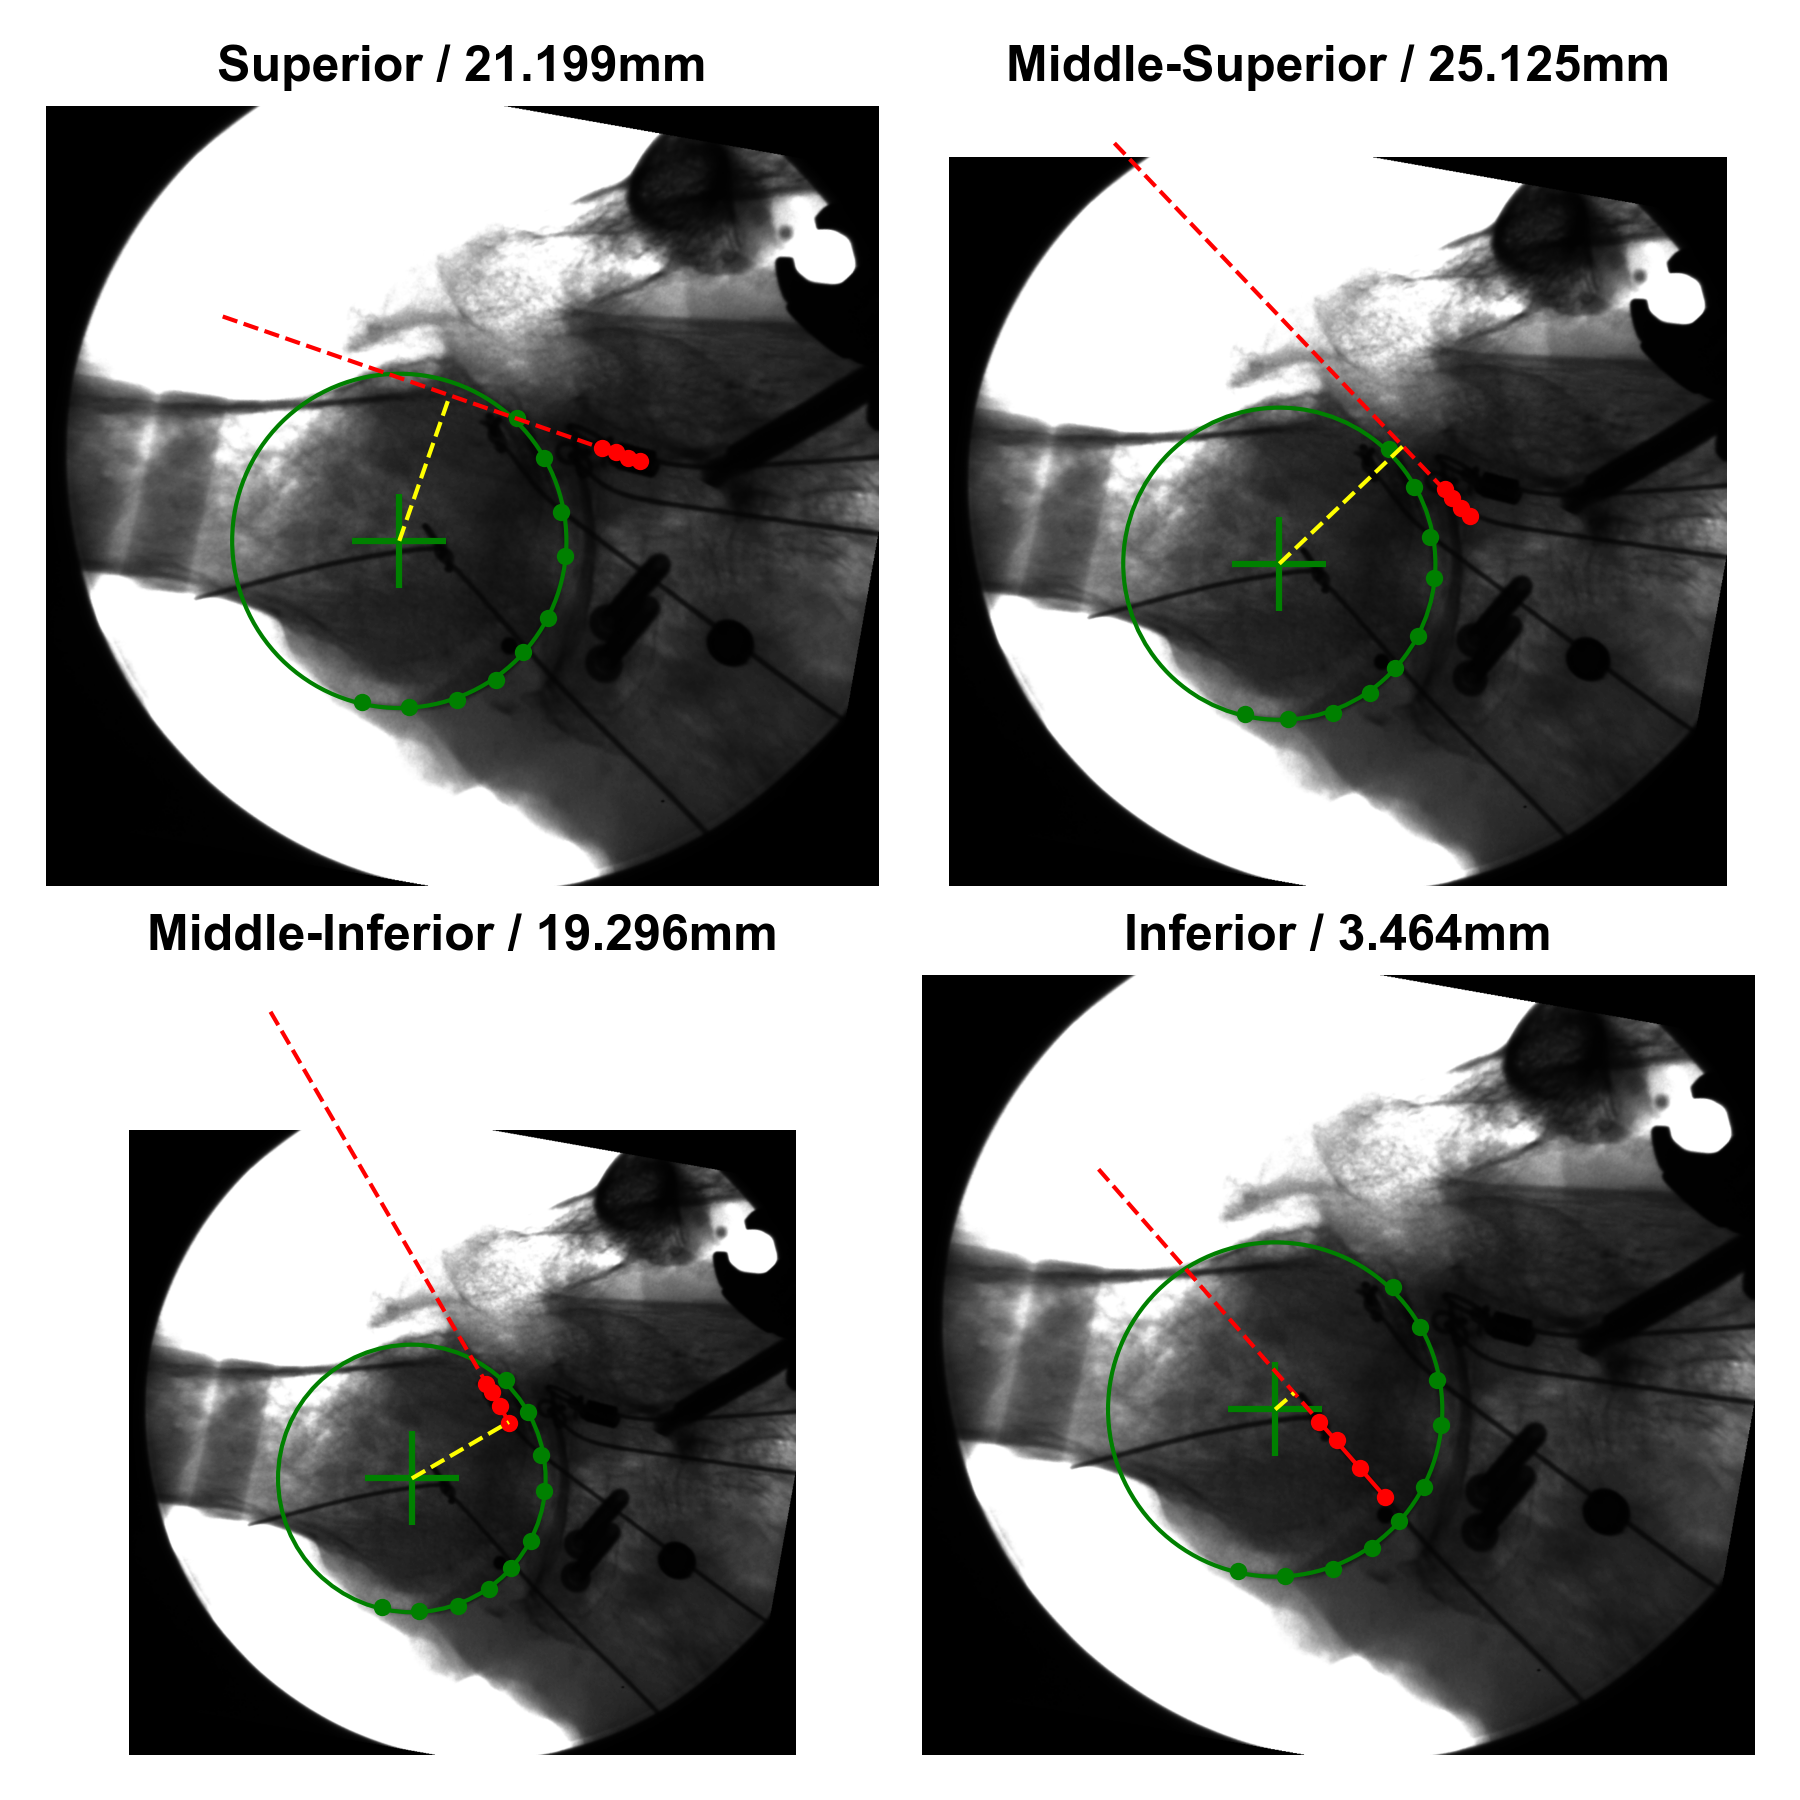 Superior / 21.199mm
Middle-Superior / 25.125mm
Middle-Inferior / 19.296mm
Inferior / 3.464mm